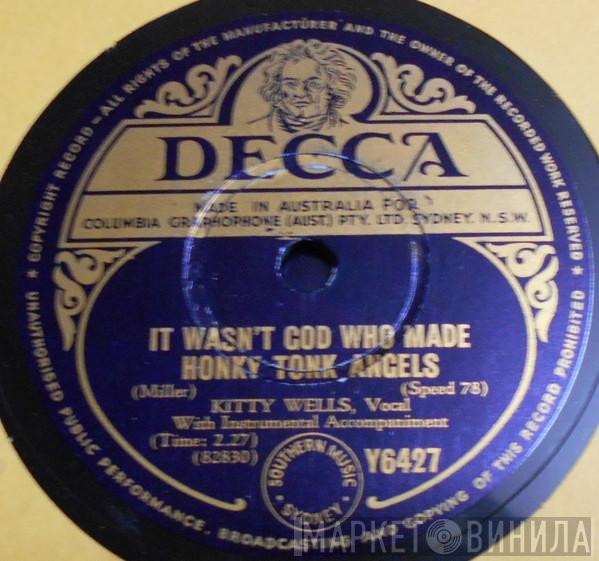 ★ COPYRIGHT RECORD — ALL RIGHTS OF THE MANUFACTURER AND THE OWNER OF THE RECORDED WORK RESERVED ★
UNAUTHORISED PUBLIC PERFORMANCE, BROADCASTING AND COPYING OF THIS RECORD PROHIBITED
DECCA
MADE IN AUSTRALIA FOR
COLUMBIA GRAPHOPHONE (AUST.) PTY. LTD. SYDNEY. N.S.W.
IT WASN'T GOD WHO MADE
HONKY TONK ANGELS
(Miller) (Speed 78)
KITTY WELLS, Vocal
With Instrumental Accompaniment
(Time: 2.27)
(82830)
SOUTHERN MUSIC
• SYDNEY •
Y6427
МАРКЕТ ВИНИЛА